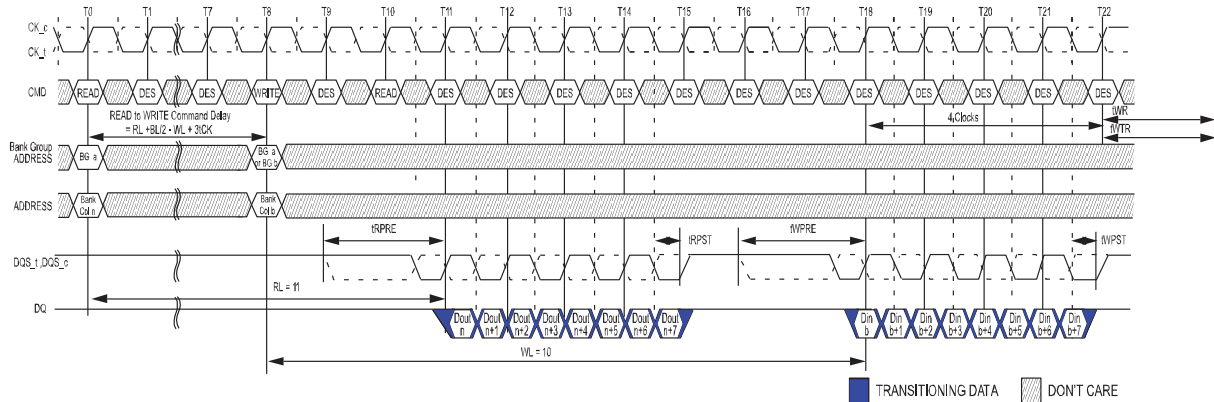 T0 T1 T7 T8 T9 T10 T11 T12 T13 T14 T15 T16 T17 T18 T19 T20 T21 T22
CK_c
CK_t
CMD READ DES DES WRITE DES READ DES DES DES DES DES DES DES DES DES DES DES DES
READ to WRITE Command Delay
= RL +BL/2 - WL + 3tCK
4 Clocks
tWR
tWTR
Bank Group
ADDRESS
BG a
BG a
or BG b
ADDRESS
Bank
Col n
Bank
Col b
tRPRE tRPST tWPRE tWPST
DQS_t ,DQS_c
RL = 11
DQ
Dout
n
Dout
n+1
Dout
n+2
Dout
n+3
Dout
n+4
Dout
n+5
Dout
n+6
Dout
n+7
Din
b
Din
b+1
Din
b+2
Din
b+3
Din
b+4
Din
b+5
Din
b+6
Din
b+7
WL = 10
TRANSITIONING DATA DON'T CARE